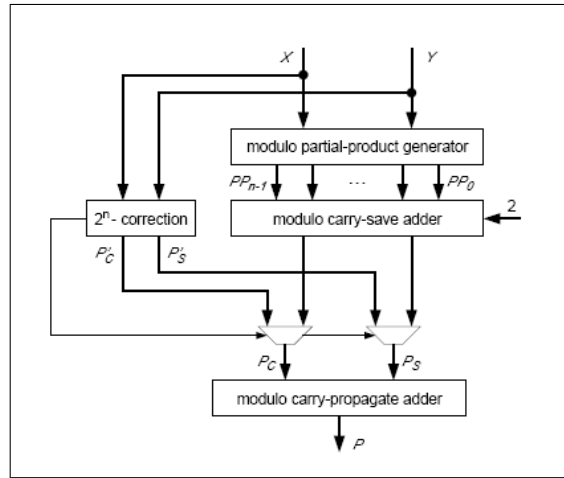 X Y
modulo partial-product generator
PPn-1 ... PP0
2n- correction
modulo carry-save adder
2
P'C P'S
PC PS
modulo carry-propagate adder
P